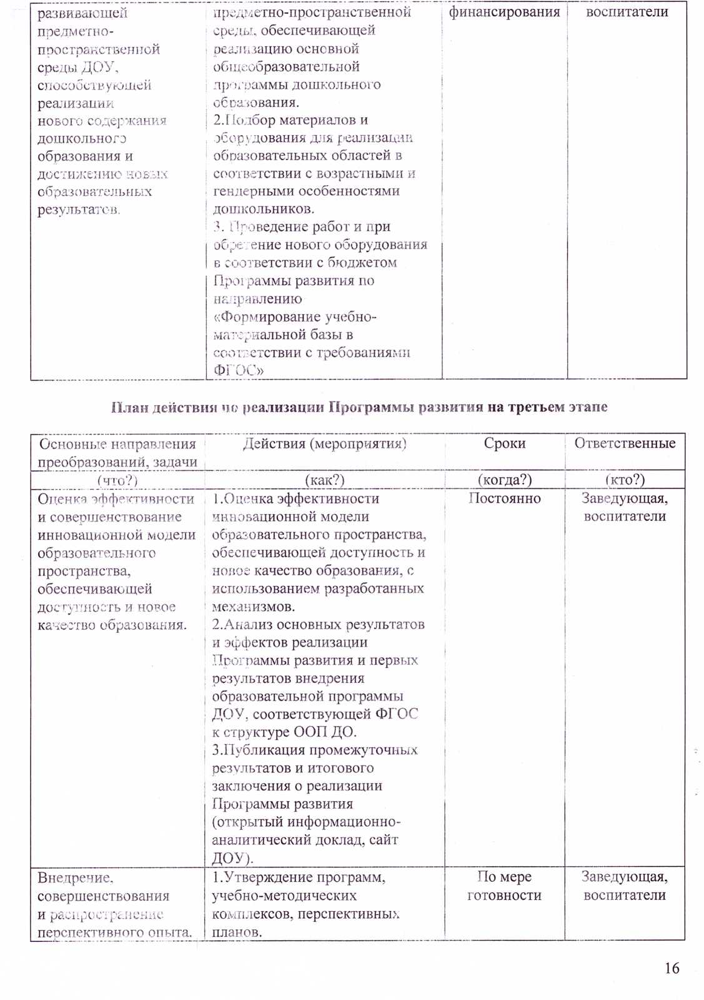 развивающей
предметно-
пространственной
среды ДОУ,
способствующей
реализации
нового содержания
дошкольного
образования и
достижению новых
образовательных
результатов.
предметно-пространственной
среды, обеспечивающей
реализацию основной
общеобразовательной
программы дошкольного
образования.
2.Подбор материалов и
оборудования для реализации
образовательных областей в
соответствии с возрастными и
гендерными особенностями
дошкольников.
3. Проведение работ и при
обретение нового оборудования
в соответствии с бюджетом
Программы развития по
направлению
«Формирование учебно-
материальной базы в
соответствии с требованиями
ФГОС»
финансирования
воспитатели
План действия по реализации Программы развития на третьем этапе
Основные направления
преобразований, задачи
Действия (мероприятия)
Сроки
Ответственные
(что?)
(как?)
(когда?)
(кто?)
Оценка эффективности
и совершенствование
инновационной модели
образовательного
пространства,
обеспечивающей
доступность и новое
качество образования.
1.Оценка эффективности
инновационной модели
образовательного пространства,
обеспечивающей доступность и
новое качество образования, с
использованием разработанных
механизмов.
2.Анализ основных результатов
и эффектов реализации
Программы развития и первых
результатов внедрения
образовательной программы
ДОУ, соответствующей ФГОС
к структуре ООП ДО.
3.Публикация промежуточных
результатов и итогового
заключения о реализации
Программы развития
(открытый информационно-
аналитический доклад, сайт
ДОУ).
Постоянно
Заведующая,
воспитатели
Внедрение,
совершенствования
и распространение
перспективного опыта.
1.Утверждение программ,
учебно-методических
комплексов, перспективных
планов.
По мере
готовности
Заведующая,
воспитатели
16